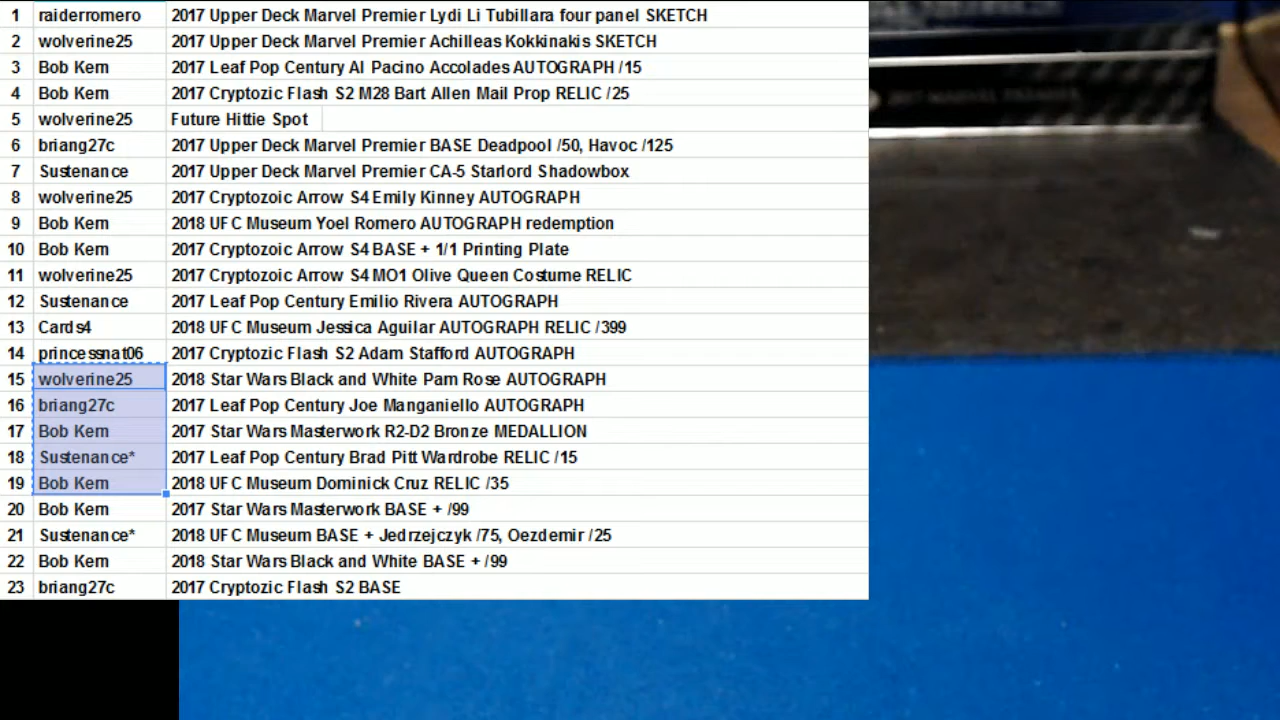 1 raiderromero 2017 Upper Deck Marvel Premier Lydi Li Tubillara four panel SKETCH
2 wolverine25 2017 Upper Deck Marvel Premier Achilleas Kokkinakis SKETCH
3 Bob Kern 2017 Leaf Pop Century Al Pacino Accolades AUTOGRAPH /15
4 Bob Kern 2017 Cryptozic Flash S2 M28 Bart Allen Mail Prop RELIC /25
5 wolverine25 Future Hittie Spot
6 briang27c 2017 Upper Deck Marvel Premier BASE Deadpool /50, Havoc /125
7 Sustenance 2017 Upper Deck Marvel Premier CA-5 Starlord Shadowbox
8 wolverine25 2017 Cryptozoic Arrow S4 Emily Kinney AUTOGRAPH
9 Bob Kern 2018 UFC Museum Yoel Romero AUTOGRAPH redemption
10 Bob Kern 2017 Cryptozoic Arrow S4 BASE + 1/1 Printing Plate
11 wolverine25 2017 Cryptozoic Arrow S4 MO1 Olive Queen Costume RELIC
12 Sustenance 2017 Leaf Pop Century Emilio Rivera AUTOGRAPH
13 Cards4 2018 UFC Museum Jessica Aguilar AUTOGRAPH RELIC /399
14 princessnat06 2017 Cryptozic Flash S2 Adam Stafford AUTOGRAPH
15 wolverine25 2018 Star Wars Black and White Pam Rose AUTOGRAPH
16 briang27c 2017 Leaf Pop Century Joe Manganiello AUTOGRAPH
17 Bob Kern 2017 Star Wars Masterwork R2-D2 Bronze MEDALLION
18 Sustenance* 2017 Leaf Pop Century Brad Pitt Wardrobe RELIC /15
19 Bob Kern 2018 UFC Museum Dominick Cruz RELIC /35
20 Bob Kern 2017 Star Wars Masterwork BASE + /99
21 Sustenance* 2018 UFC Museum BASE + Jedrzejczyk /75, Oezdemir /25
22 Bob Kern 2018 Star Wars Black and White BASE + /99
23 briang27c 2017 Cryptozic Flash S2 BASE